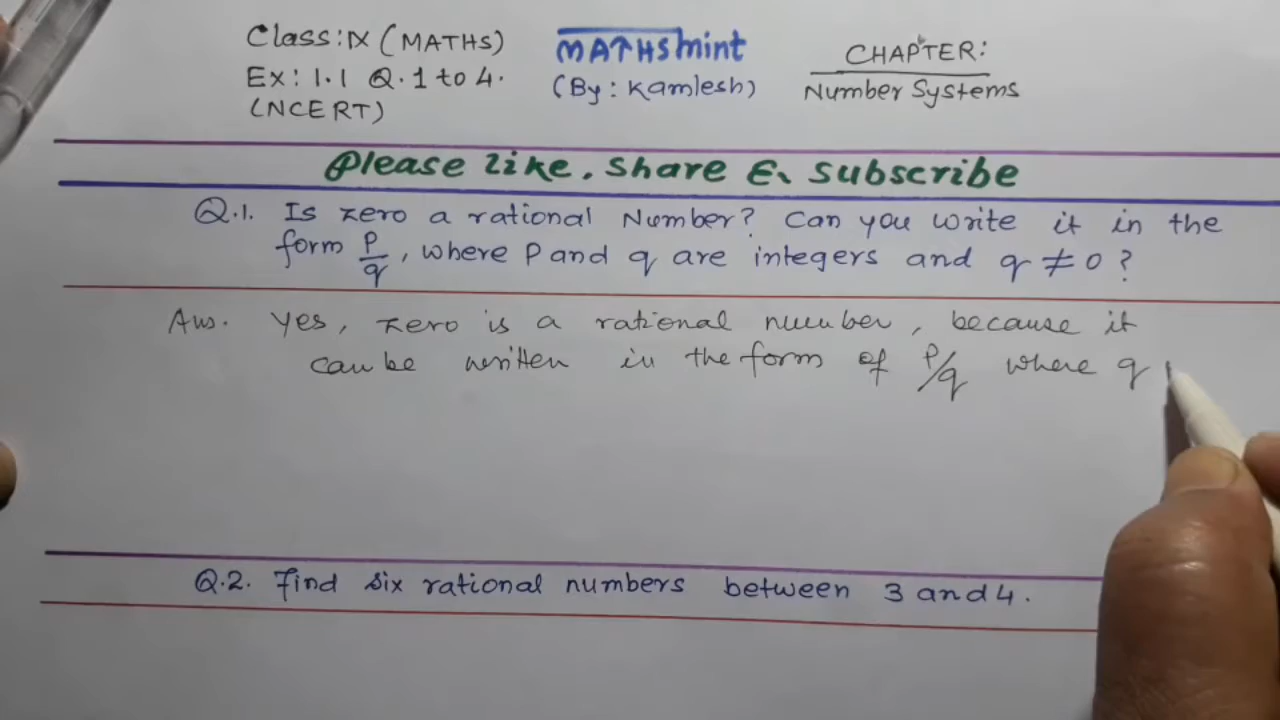 Class: IX (MATHS)
Ex: 1.1 Q.1 to 4.
(NCERT)
MATHSmint
(By: Kamlesh)
CHAPTER:
Number Systems
Please like, Share & Subscribe
Q.1. Is zero a rational Number? Can you write it in the
form P/q, where P and q are integers and q ≠ 0?
Ans. Yes, zero is a rational number, because it
can be written in the form of P/q where q
Q.2. Find six rational numbers between 3 and 4.